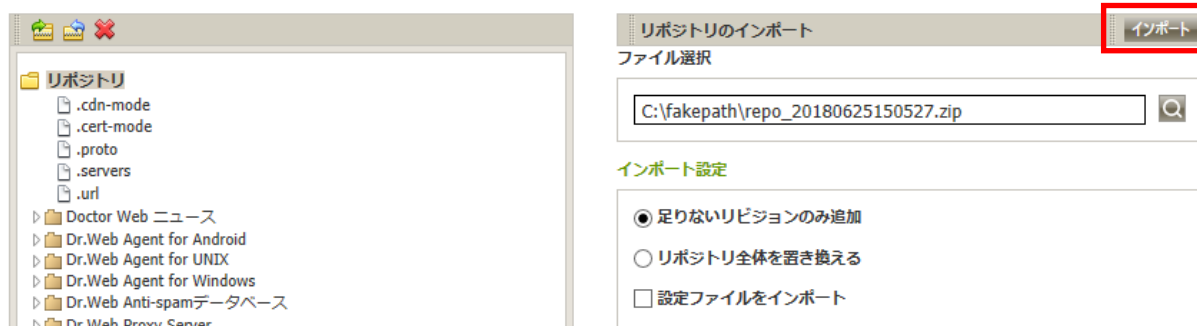 リポジトリ
.cdn-mode
.cert-mode
.proto
.servers
.url
Doctor Web ニュース
Dr.Web Agent for Android
Dr.Web Agent for UNIX
Dr.Web Agent for Windows
Dr.Web Anti-spamデータベース
Dr.Web Proxy Server
リポジトリのインポート
インポート
ファイル選択
C:\fakepath\repo_20180625150527.zip
インポート設定
足りないリビジョンのみ追加
リポジトリ全体を置き換える
設定ファイルをインポート